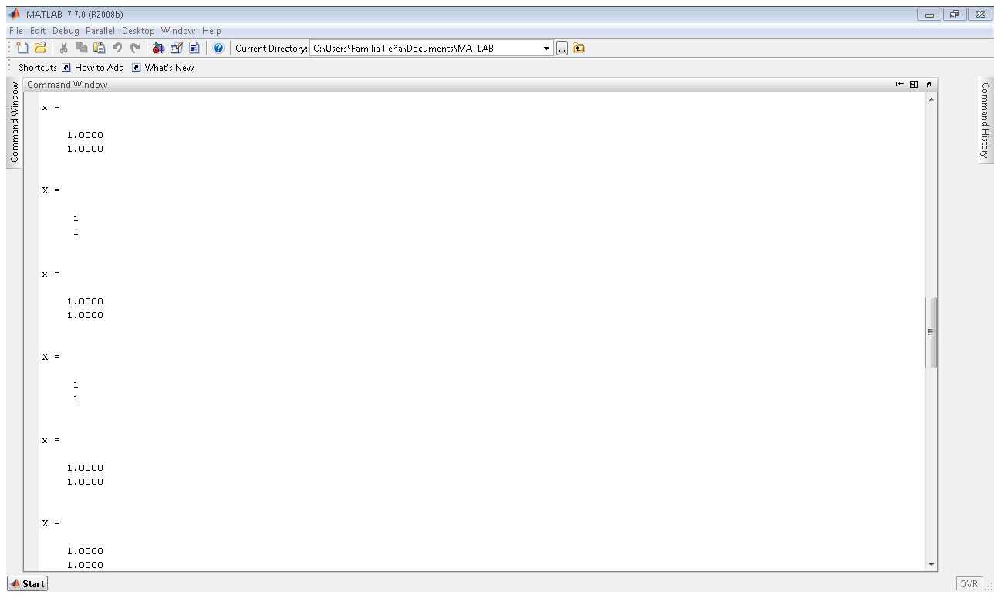 MATLAB 7.7.0 (R2008b)
File Edit Debug Parallel Desktop Window Help
Current Directory: C:\Users\Familia Peña\Documents\MATLAB ...
Shortcuts How to Add What's New
Command Window
Command Window
Command History
x =
1.0000
1.0000
X =
1
1
x =
1.0000
1.0000
X =
1
1
x =
1.0000
1.0000
X =
1.0000
1.0000
Start
OVR